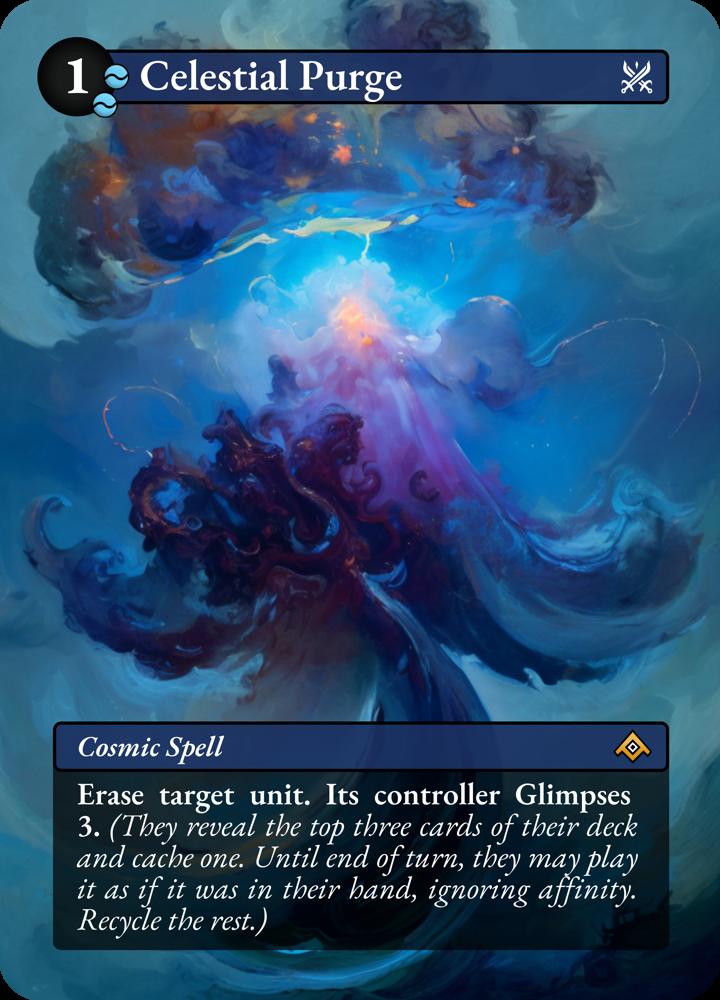 1 Celestial Purge
Cosmic Spell
Erase target unit. Its controller Glimpses
3. (They reveal the top three cards of their deck
and cache one. Until end of turn, they may play
it as if it was in their hand, ignoring affinity.
Recycle the rest.)